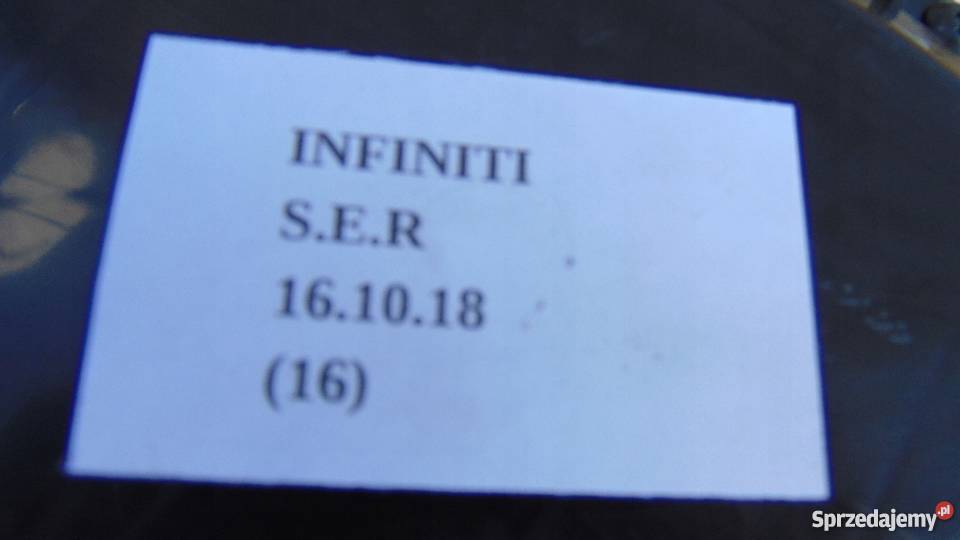 INFINITI
S.E.R
16.10.18
(16)
Sprzedajemy.pl